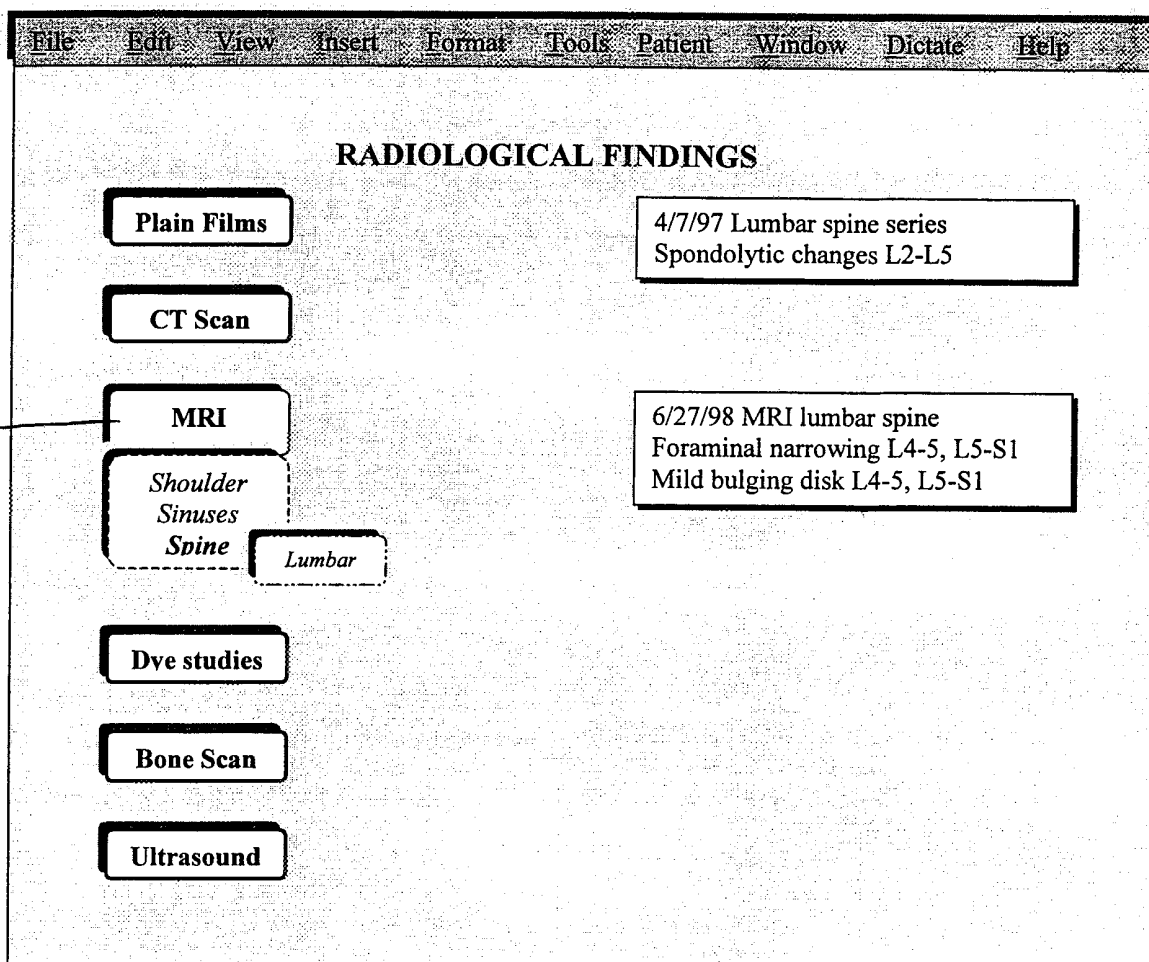 File Edit View Insert Format Tools Patient Window Dictate Help
RADIOLOGICAL FINDINGS
Plain Films
4/7/97 Lumbar spine series
Spondolytic changes L2-L5
CT Scan
MRI
6/27/98 MRI lumbar spine
Foraminal narrowing L4-5, L5-S1
Mild bulging disk L4-5, L5-S1
Shoulder
Sinuses
Spine
Lumbar
Dye studies
Bone Scan
Ultrasound